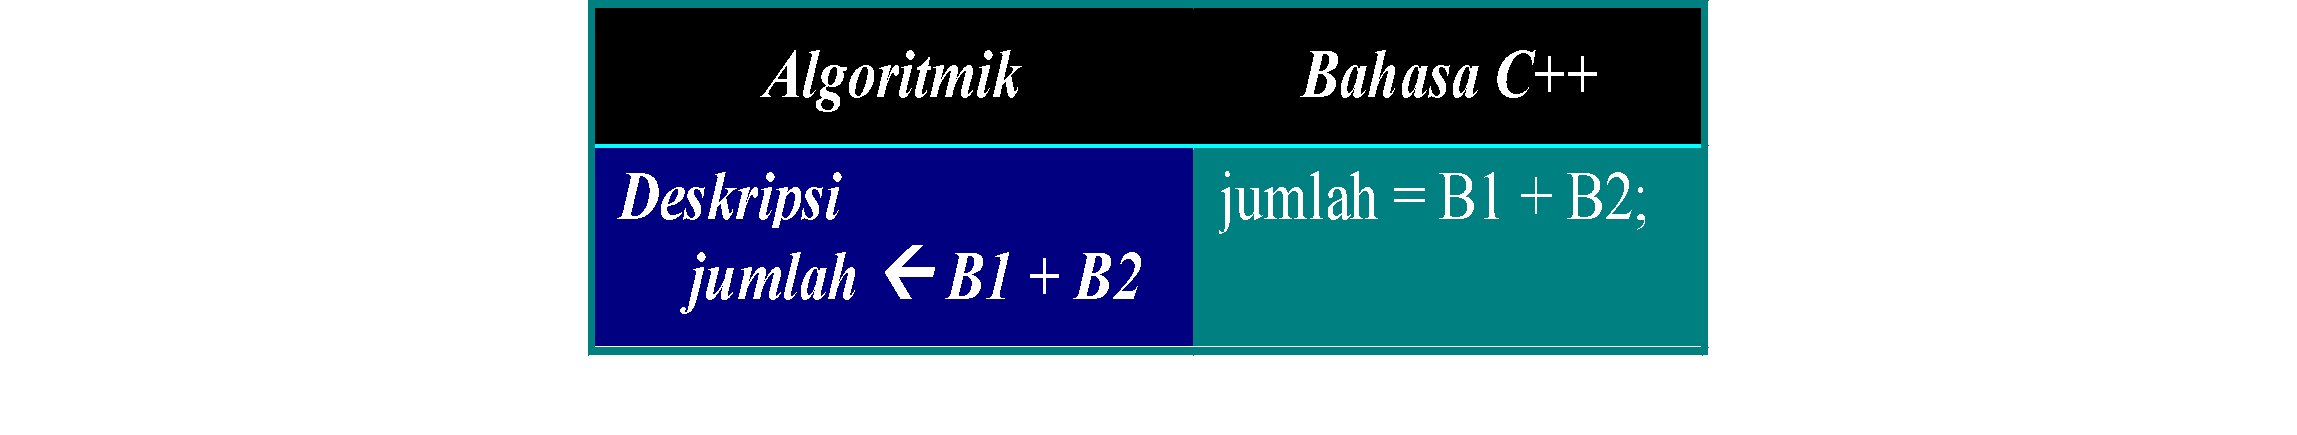 Algoritmik
Bahasa C++
Deskripsi
jumlah ← B1 + B2
jumlah = B1 + B2;